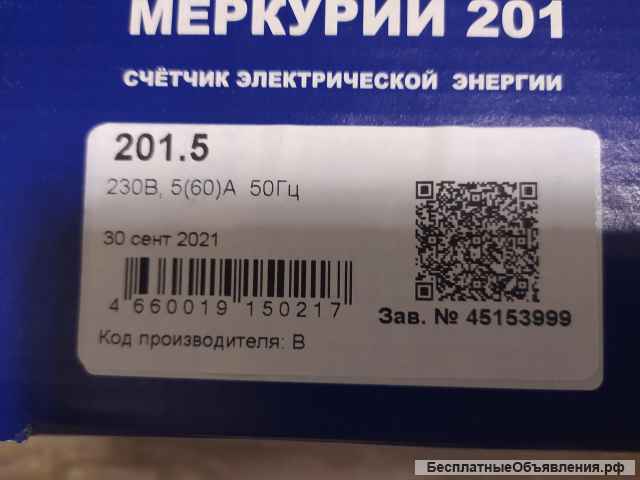 МЕРКУРИЙ 201
СЧЁТЧИК ЭЛЕКТРИЧЕСКОЙ ЭНЕРГИИ
201.5
230В, 5(60)А 50Гц
30 сент 2021
4 660019 150217
Зав. № 45153999
Код производителя: В
БесплатныеОбъявления.рф